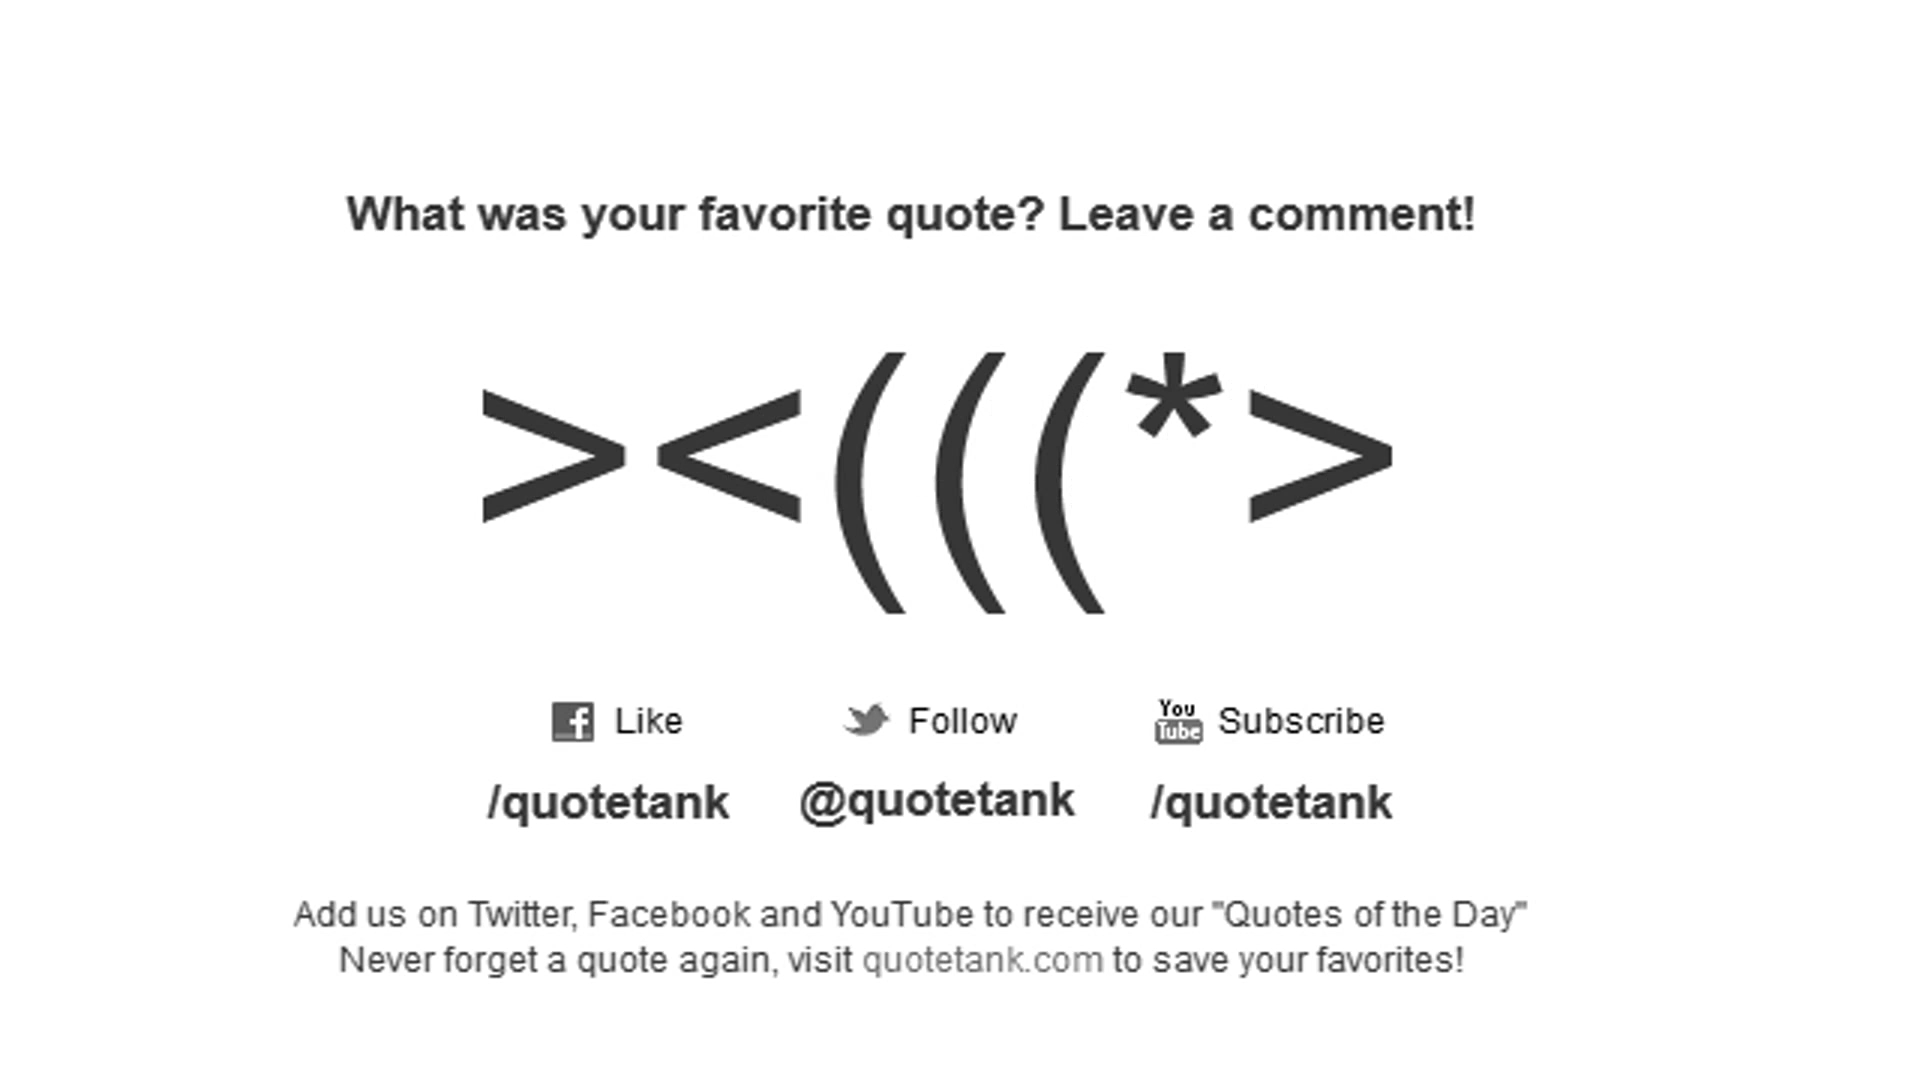 What was your favorite quote? Leave a comment!
><(((*>
f Like
Follow
You Tube Subscribe
/quotetank
@quotetank
/quotetank
Add us on Twitter, Facebook and YouTube to receive our "Quotes of the Day"
Never forget a quote again, visit quotetank.com to save your favorites!